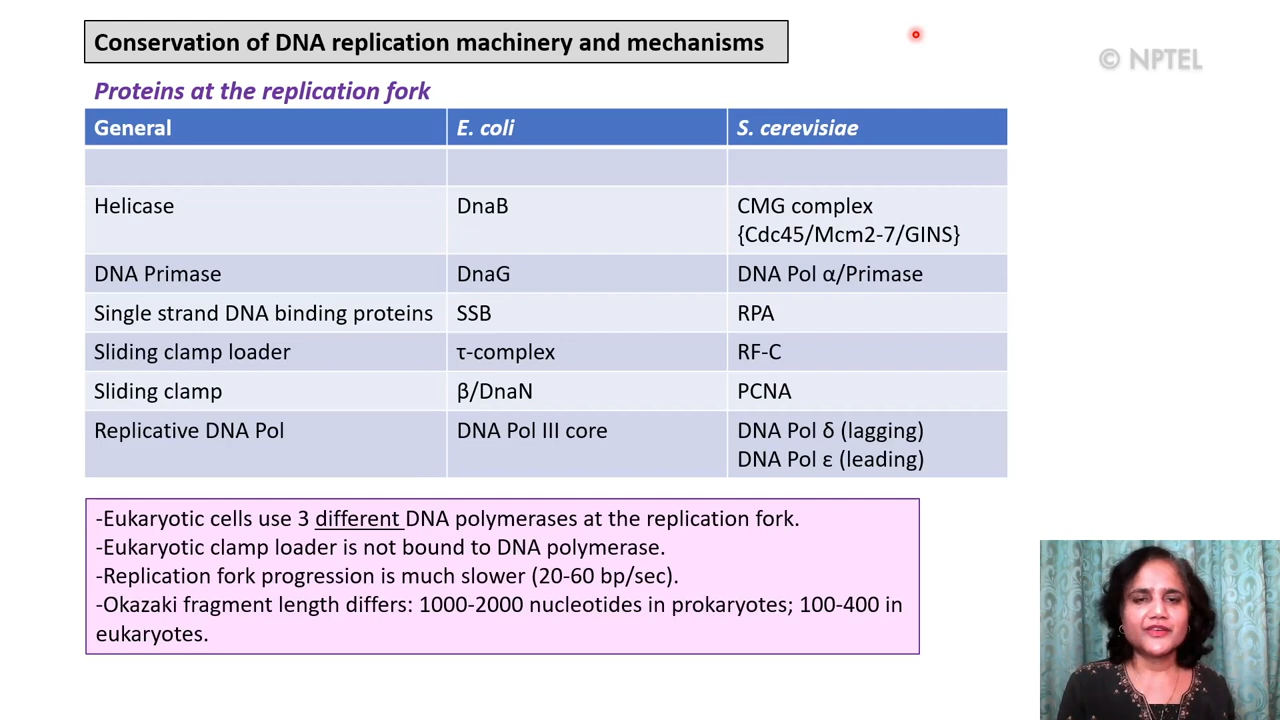 Conservation of DNA replication machinery and mechanisms
© NPTEL
Proteins at the replication fork
General E. coli S. cerevisiae
Helicase DnaB CMG complex
{Cdc45/Mcm2-7/GINS}
DNA Primase DnaG DNA Pol α/Primase
Single strand DNA binding proteins SSB RPA
Sliding clamp loader τ-complex RF-C
Sliding clamp β/DnaN PCNA
Replicative DNA Pol DNA Pol III core DNA Pol δ (lagging)
DNA Pol ε (leading)
-Eukaryotic cells use 3 different DNA polymerases at the replication fork.
-Eukaryotic clamp loader is not bound to DNA polymerase.
-Replication fork progression is much slower (20-60 bp/sec).
-Okazaki fragment length differs: 1000-2000 nucleotides in prokaryotes; 100-400 in
eukaryotes.